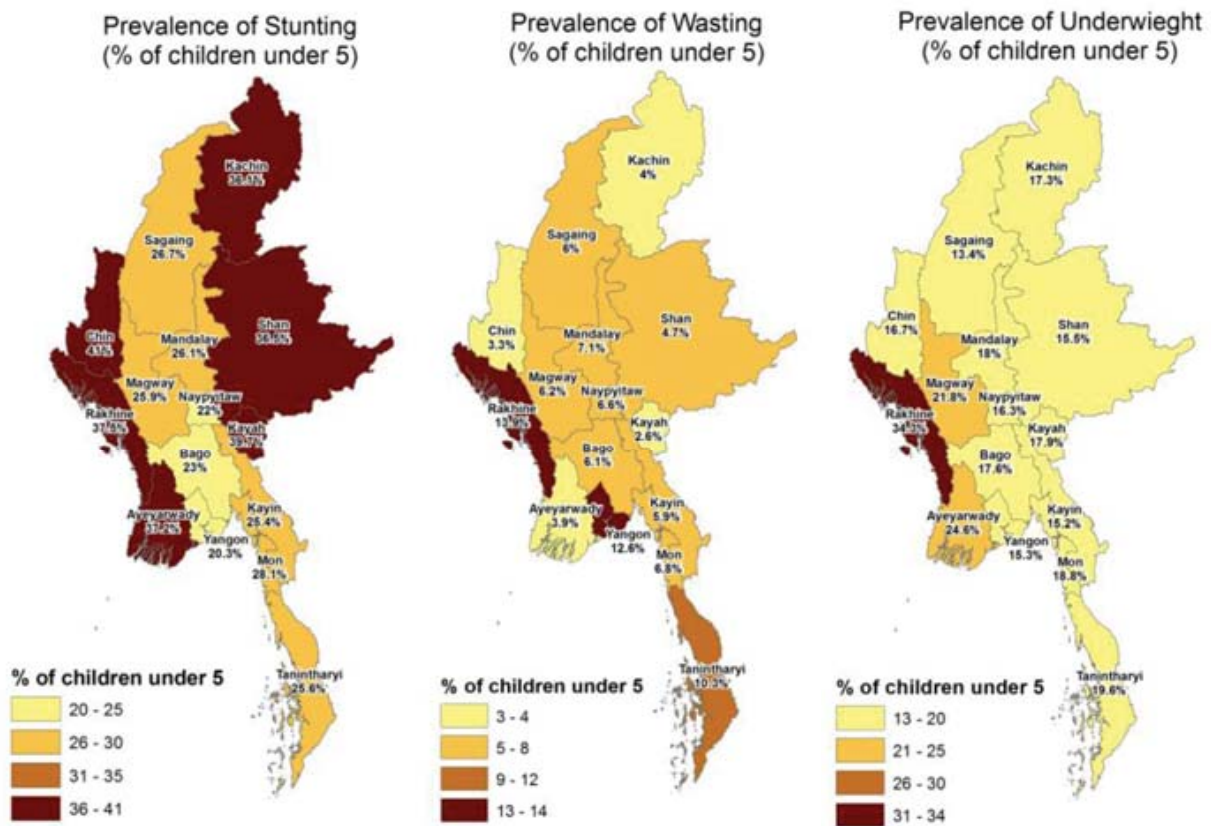 Prevalence of Stunting
(% of children under 5)
Kachin
36.1%
Sagaing
26.7%
Chin
41%
Mandalay
26.1%
Shan
Magway
25.9%
Naypyitaw
22%
Rakhine
Kayah
Bago
23%
Ayeyarwady
37.2%
Kayin
25.4%
Yangon
20.3%
Mon
28.1%
Tanintharyi
25.6%
% of children under 5
20 - 25
26 - 30
31 - 35
36 - 41
Prevalence of Wasting
(% of children under 5)
Kachin
4%
Sagaing
6%
Chin
3.3%
Mandalay
7.1%
Shan
4.7%
Magway
6.2%
Naypyitaw
6.6%
Rakhine
13.9%
Kayah
2.6%
Bago
6.1%
Ayeyarwady
3.9%
Kayin
5.9%
Yangon
12.6%
Mon
6.8%
Tanintharyi
10.3%
% of children under 5
3 - 4
5 - 8
9 - 12
13 - 14
Prevalence of Underwieght
(% of children under 5)
Kachin
17.3%
Sagaing
13.4%
Chin
16.7%
Mandalay
18%
Shan
15.5%
Magway
21.8%
Naypyitaw
16.3%
Rakhine
34.3%
Kayah
17.9%
Bago
17.6%
Ayeyarwady
24.6%
Kayin
15.2%
Yangon
15.3%
Mon
18.8%
Tanintharyi
19.6%
% of children under 5
13 - 20
21 - 25
26 - 30
31 - 34